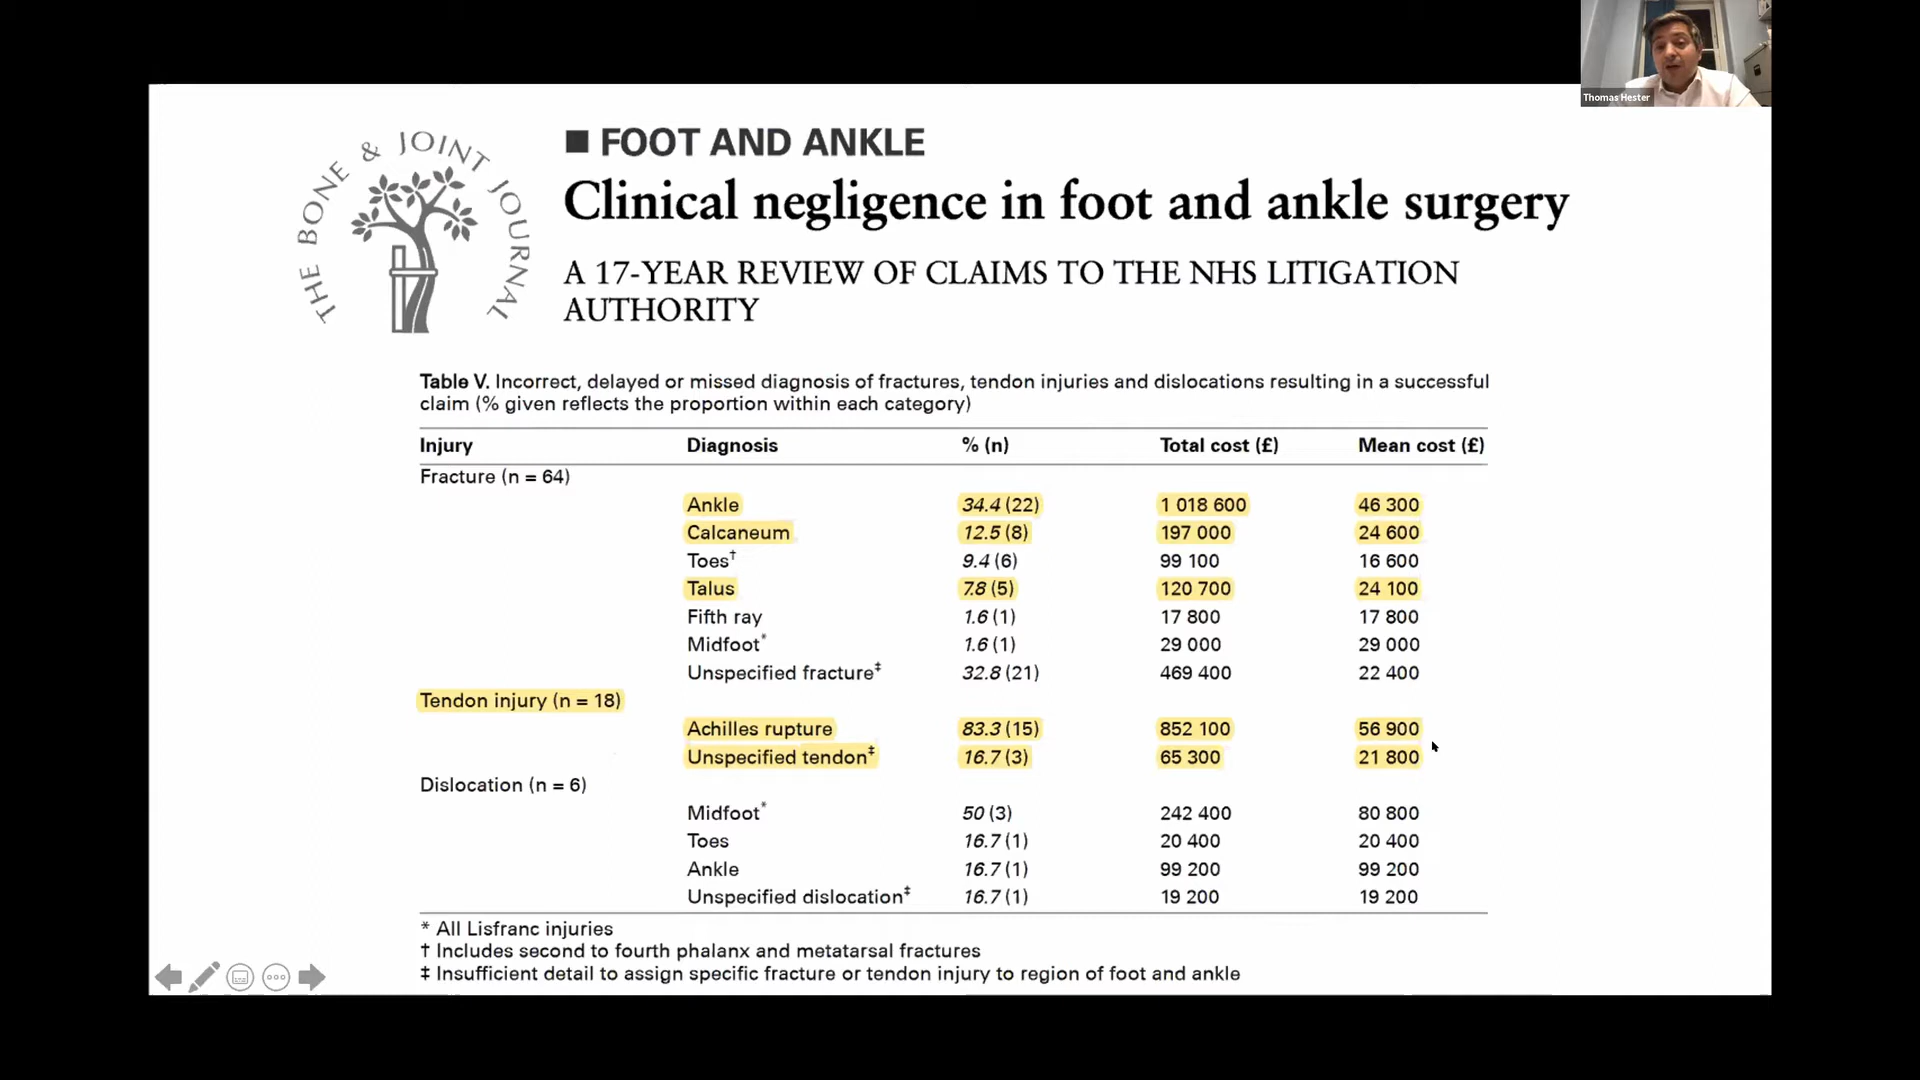 Thomas Hester
THE BONE & JOINT JOURNAL
■ FOOT AND ANKLE
Clinical negligence in foot and ankle surgery
A 17-YEAR REVIEW OF CLAIMS TO THE NHS LITIGATION
AUTHORITY
Table V. Incorrect, delayed or missed diagnosis of fractures, tendon injuries and dislocations resulting in a successful
claim (% given reflects the proportion within each category)
Injury Diagnosis % (n) Total cost (£) Mean cost (£)
Fracture (n = 64)
Ankle 34.4 (22) 1 018 600 46 300
Calcaneum 12.5 (8) 197 000 24 600
Toes† 9.4 (6) 99 100 16 600
Talus 7.8 (5) 120 700 24 100
Fifth ray 1.6 (1) 17 800 17 800
Midfoot* 1.6 (1) 29 000 29 000
Unspecified fracture‡ 32.8 (21) 469 400 22 400
Tendon injury (n = 18)
Achilles rupture 83.3 (15) 852 100 56 900
Unspecified tendon‡ 16.7 (3) 65 300 21 800
Dislocation (n = 6)
Midfoot* 50 (3) 242 400 80 800
Toes 16.7 (1) 20 400 20 400
Ankle 16.7 (1) 99 200 99 200
Unspecified dislocation‡ 16.7 (1) 19 200 19 200
* All Lisfranc injuries
† Includes second to fourth phalanx and metatarsal fractures
‡ Insufficient detail to assign specific fracture or tendon injury to region of foot and ankle